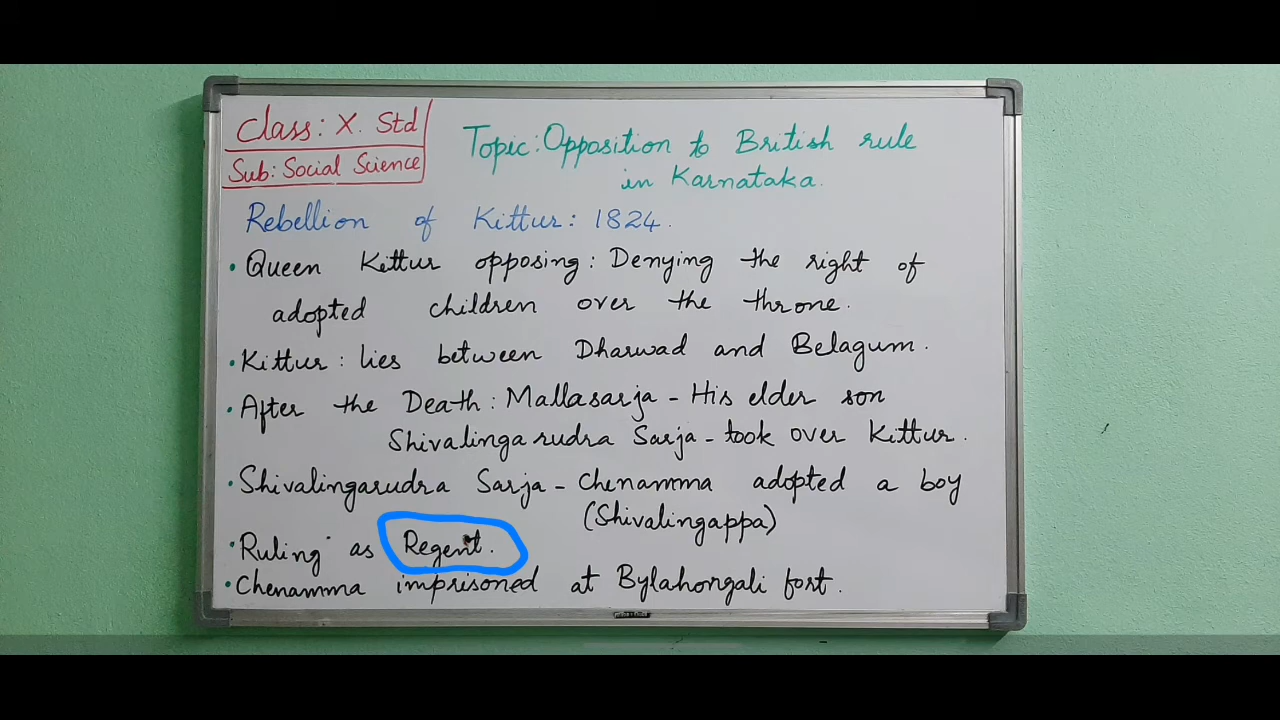 Class: X. Std
Sub: Social Science
Topic: Opposition to British rule
in Karnataka.
Rebellion of Kittur: 1824.
• Queen Kittur opposing: Denying the right of
adopted children over the throne.
• Kittur: lies between Dharwad and Belagum.
• After the Death: Mallasarja - His elder son
Shivalingarudra Sarja - took over Kittur.
• Shivalingarudra Sarja - Chenamma adopted a boy
(Shivalingappa)
• Ruling as Regent.
• Chenamma imprisoned at Bylahongali fort.